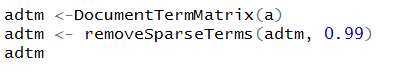 adtm <-DocumentTermMatrix(a)
adtm <- removeSparseTerms(adtm, 0.99)
adtm